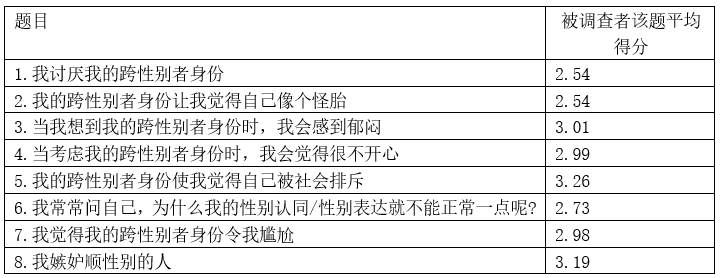 题目 被调查者该题平均
得分
1.我讨厌我的跨性别者身份 2.54
2.我的跨性别者身份让我觉得自己像个怪胎 2.54
3.当我想到我的跨性别者身份时，我会感到郁闷 3.01
4.当考虑我的跨性别者身份时，我会觉得很不开心 2.99
5.我的跨性别者身份使我觉得自己被社会排斥 3.26
6.我常常问自己，为什么我的性别认同/性别表达就不能正常一点呢? 2.73
7.我觉得我的跨性别者身份令我尴尬 2.98
8.我嫉妒顺性别的人 3.19